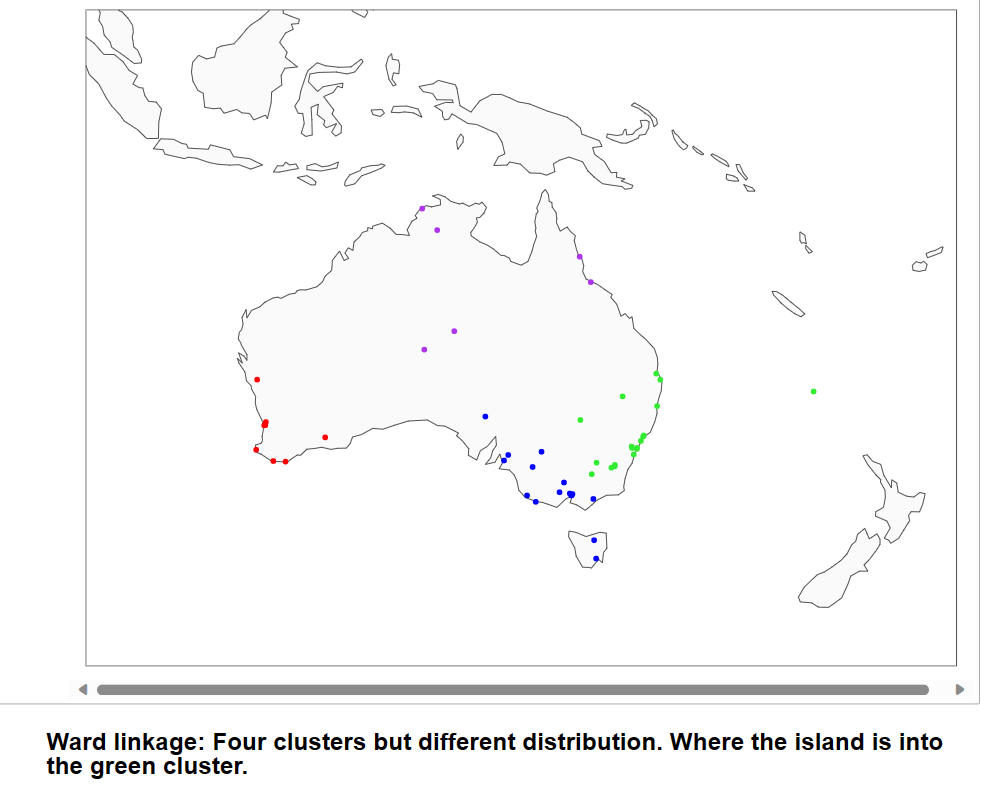 Ward linkage: Four clusters but different distribution. Where the island is into
the green cluster.